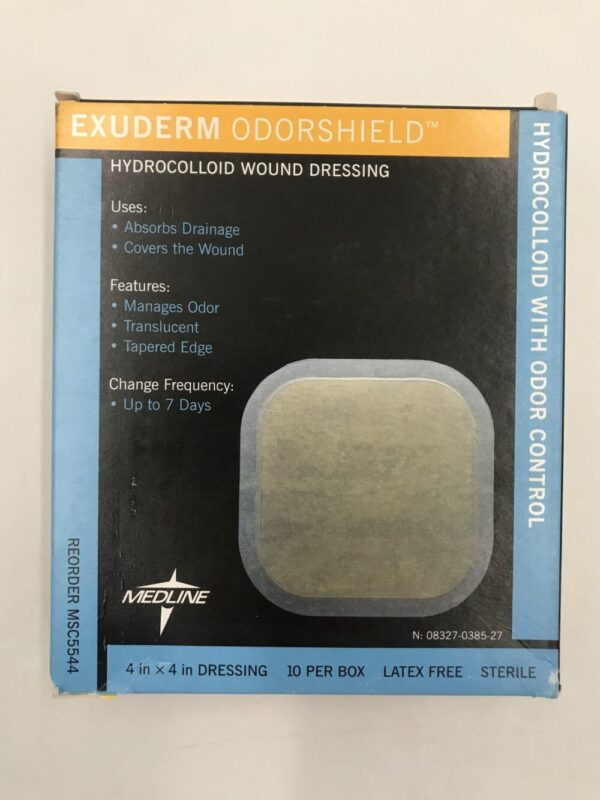 EXUDERM ODORSHIELD™
HYDROCOLLOID WOUND DRESSING
Uses:
• Absorbs Drainage
• Covers the Wound
Features:
• Manages Odor
• Translucent
• Tapered Edge
Change Frequency:
• Up to 7 Days
HYDROCOLLOID WITH ODOR CONTROL
REORDER MSC5544
MEDLINE
N: 08327-0385-27
4 in × 4 in DRESSING 10 PER BOX LATEX FREE STERILE